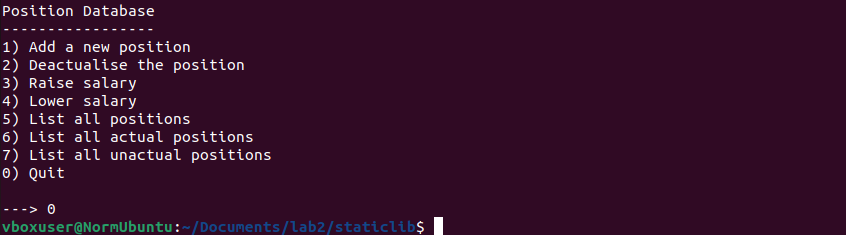 Position Database
-----------------
1) Add a new position
2) Deactualise the position
3) Raise salary
4) Lower salary
5) List all positions
6) List all actual positions
7) List all unactual positions
0) Quit
---> 0
vboxuser@NormUbuntu:~/Documents/lab2/staticlib$